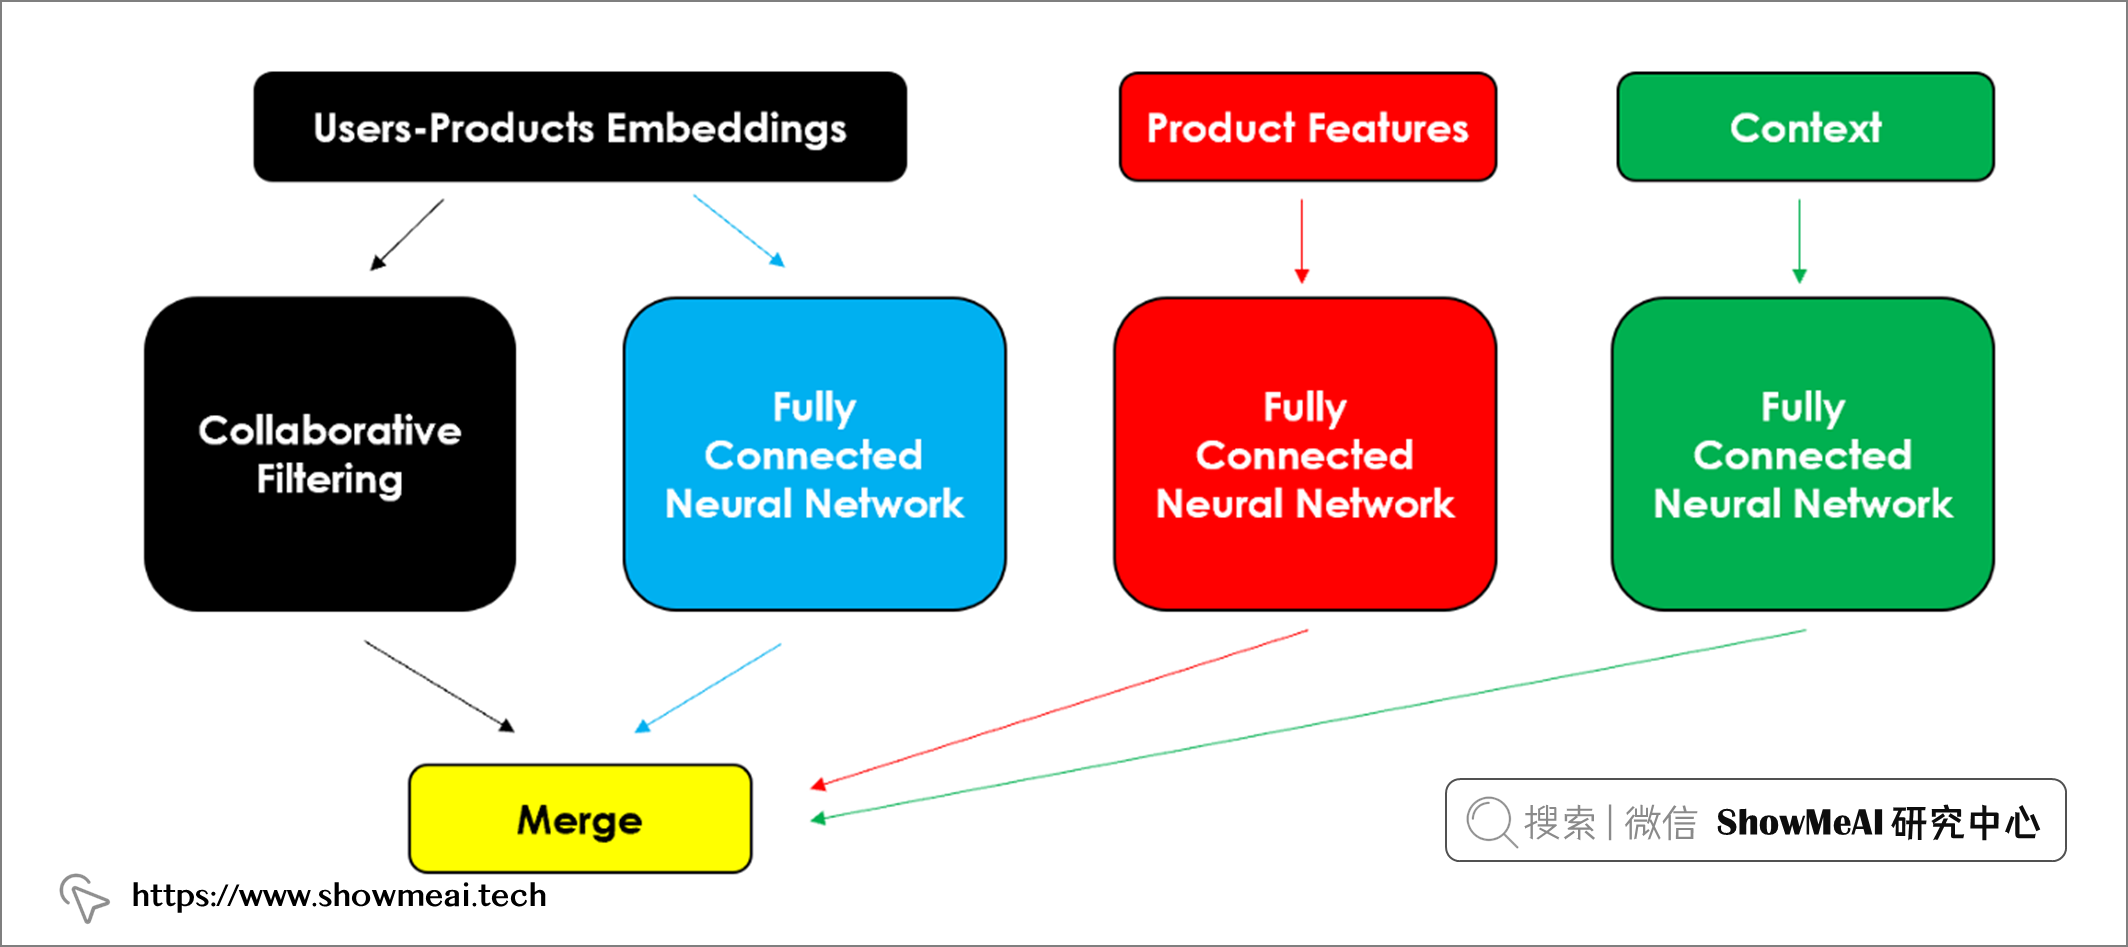 Users-Products Embeddings
Product Features
Context
Collaborative
Filtering
Fully
Connected
Neural Network
Fully
Connected
Neural Network
Fully
Connected
Neural Network
Merge
搜索 | 微信 ShowMeAI 研究中心
https://www.showmeai.tech